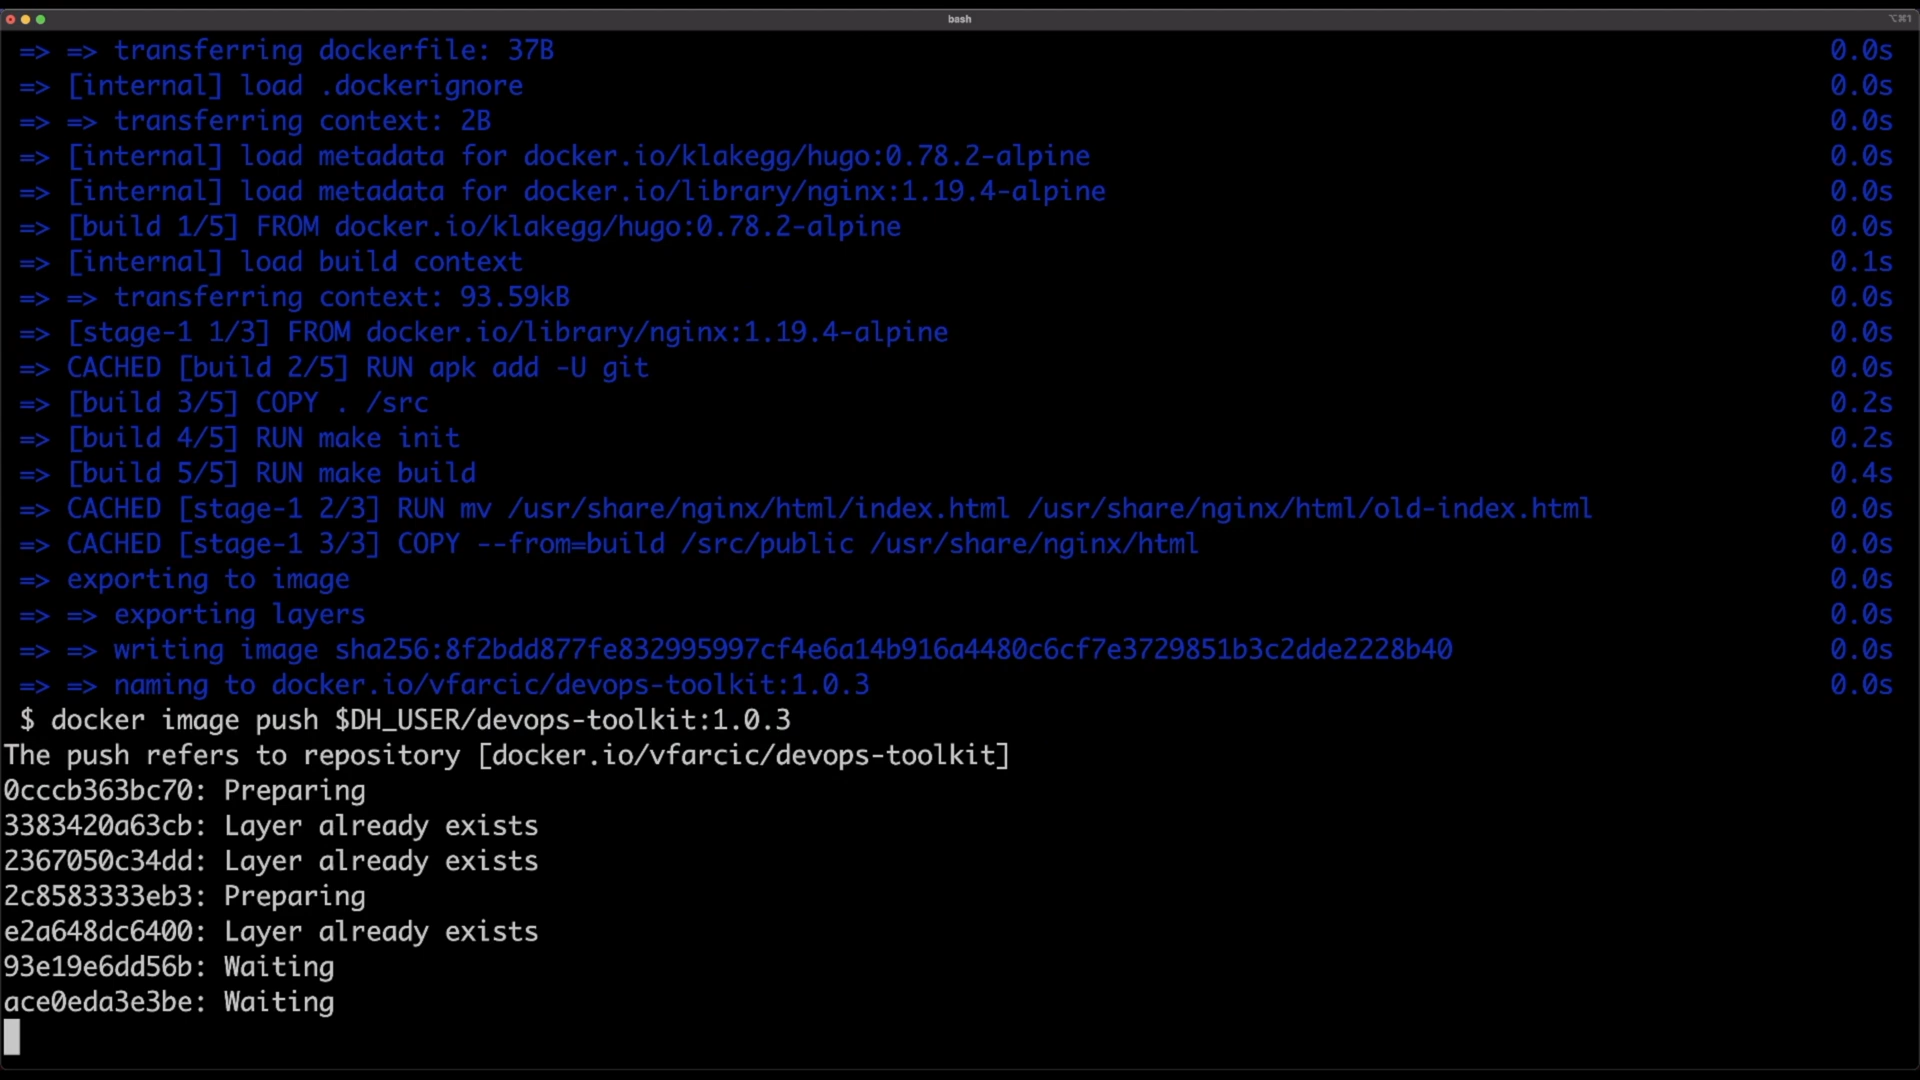 bash
⌥⌘1
=> => transferring dockerfile: 37B 0.0s
=> [internal] load .dockerignore 0.0s
=> => transferring context: 2B 0.0s
=> [internal] load metadata for docker.io/klakegg/hugo:0.78.2-alpine 0.0s
=> [internal] load metadata for docker.io/library/nginx:1.19.4-alpine 0.0s
=> [build 1/5] FROM docker.io/klakegg/hugo:0.78.2-alpine 0.0s
=> [internal] load build context 0.1s
=> => transferring context: 93.59kB 0.0s
=> [stage-1 1/3] FROM docker.io/library/nginx:1.19.4-alpine 0.0s
=> CACHED [build 2/5] RUN apk add -U git 0.0s
=> [build 3/5] COPY . /src 0.2s
=> [build 4/5] RUN make init 0.2s
=> [build 5/5] RUN make build 0.4s
=> CACHED [stage-1 2/3] RUN mv /usr/share/nginx/html/index.html /usr/share/nginx/html/old-index.html 0.0s
=> CACHED [stage-1 3/3] COPY --from=build /src/public /usr/share/nginx/html 0.0s
=> exporting to image 0.0s
=> => exporting layers 0.0s
=> => writing image sha256:8f2bdd877fe832995997cf4e6a14b916a4480c6cf7e3729851b3c2dde2228b40 0.0s
=> => naming to docker.io/vfarcic/devops-toolkit:1.0.3 0.0s
$ docker image push $DH_USER/devops-toolkit:1.0.3
The push refers to repository [docker.io/vfarcic/devops-toolkit]
0cccb363bc70: Preparing
3383420a63cb: Layer already exists
2367050c34dd: Layer already exists
2c8583333eb3: Preparing
e2a648dc6400: Layer already exists
93e19e6dd56b: Waiting
ace0eda3e3be: Waiting